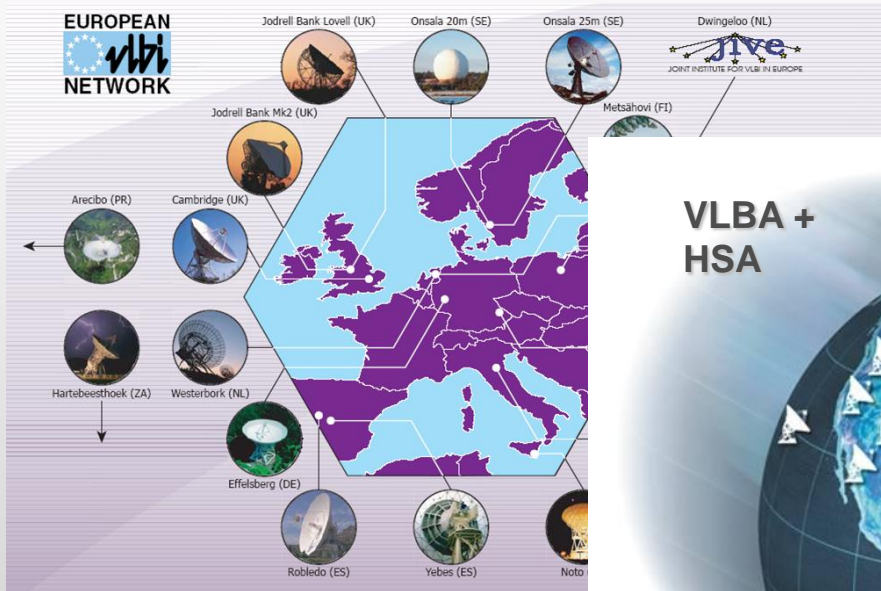 EUROPEAN
vlbi
NETWORK
Jodrell Bank Lovell (UK)
Onsala 20m (SE)
Onsala 25m (SE)
Dwingeloo (NL)
jive
JOINT INSTITUTE FOR VLBI IN EUROPE
Metsähovi (FI)
Jodrell Bank Mk2 (UK)
Arecibo (PR)
Cambridge (UK)
VLBA +
HSA
Hartebeesthoek (ZA)
Westerbork (NL)
Effelsberg (DE)
Robledo (ES)
Yebes (ES)
Noto